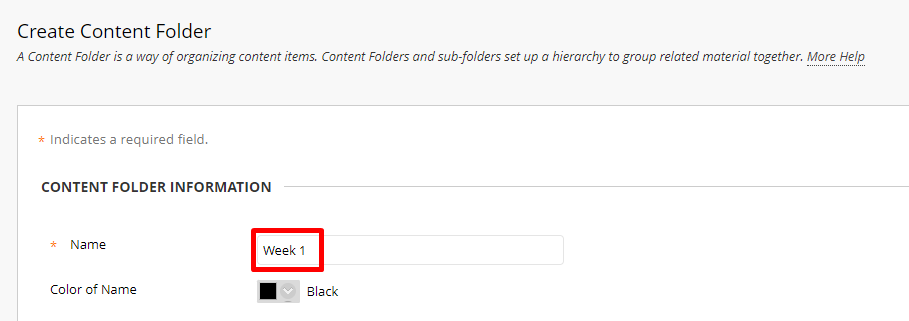 Create Content Folder
A Content Folder is a way of organizing content items. Content Folders and sub-folders set up a hierarchy to group related material together. More Help
* Indicates a required field.
CONTENT FOLDER INFORMATION
* Name
Week 1
Color of Name
Black